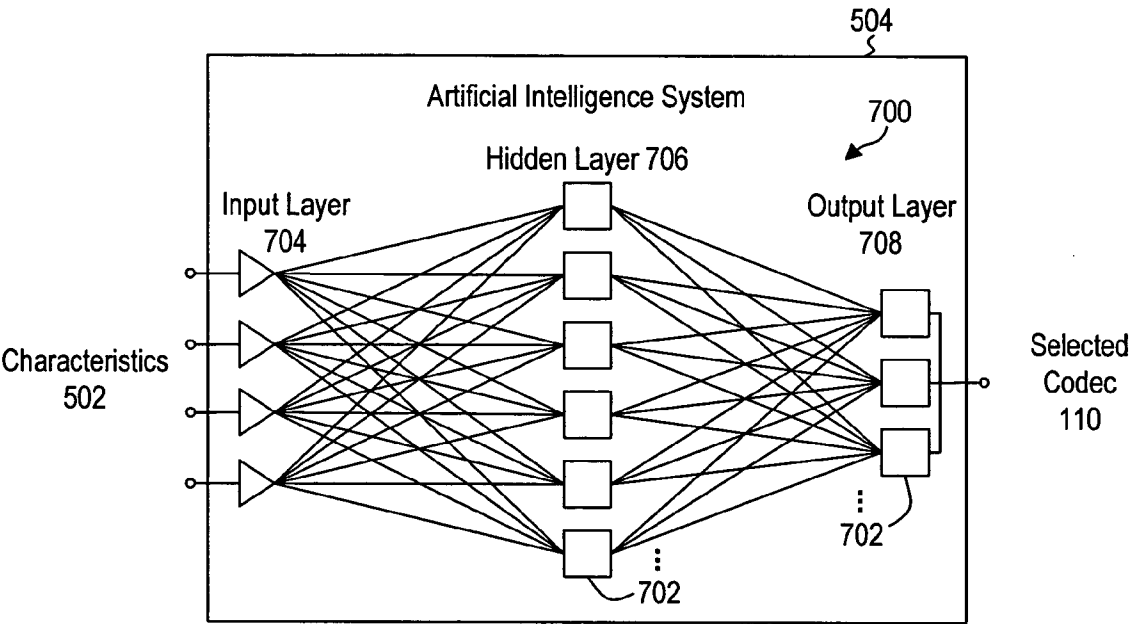 504
Artificial Intelligence System
700
Hidden Layer 706
Input Layer
704
Output Layer
708
Characteristics
502
Selected
Codec
110
702
702